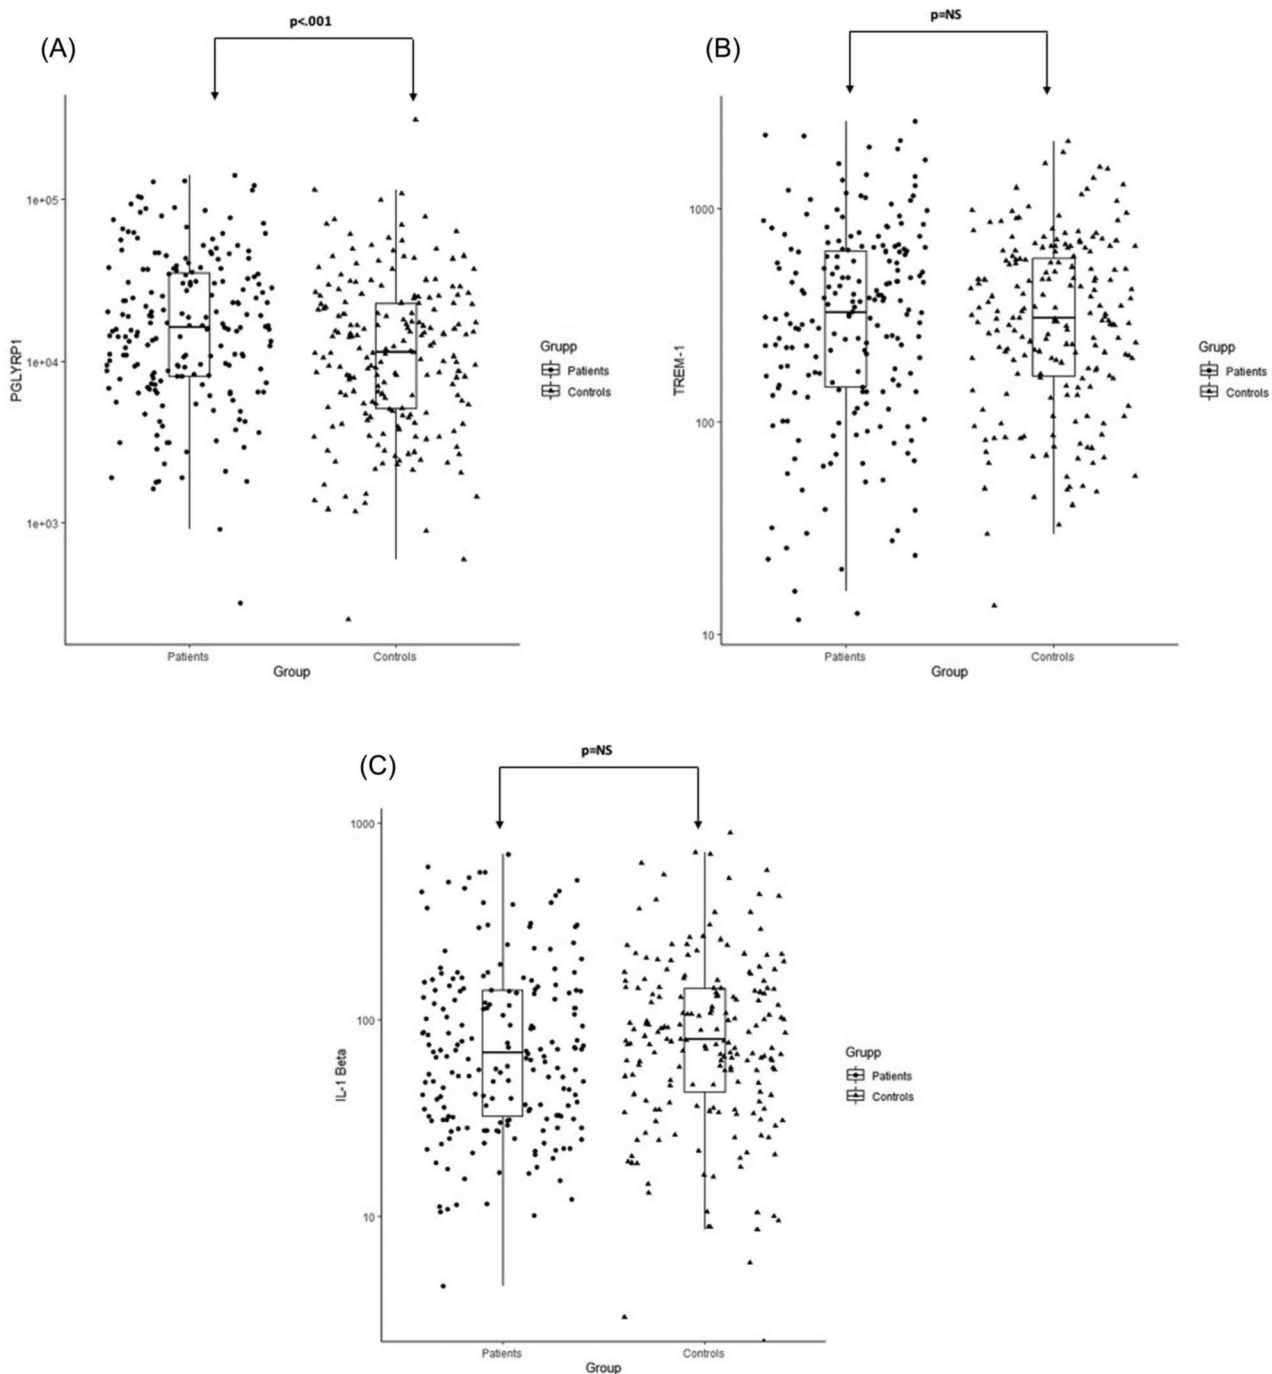 p<.001
(A)
1e+05
1e+04
1e+03
PGLYRP1
Patients
Controls
Group
Grupp
Patients
Controls
p=NS
(B)
1000
100
10
TREM-1
Patients
Controls
Group
Grupp
Patients
Controls
p=NS
(C)
1000
100
10
IL-1 Beta
Patients
Controls
Group
Grupp
Patients
Controls